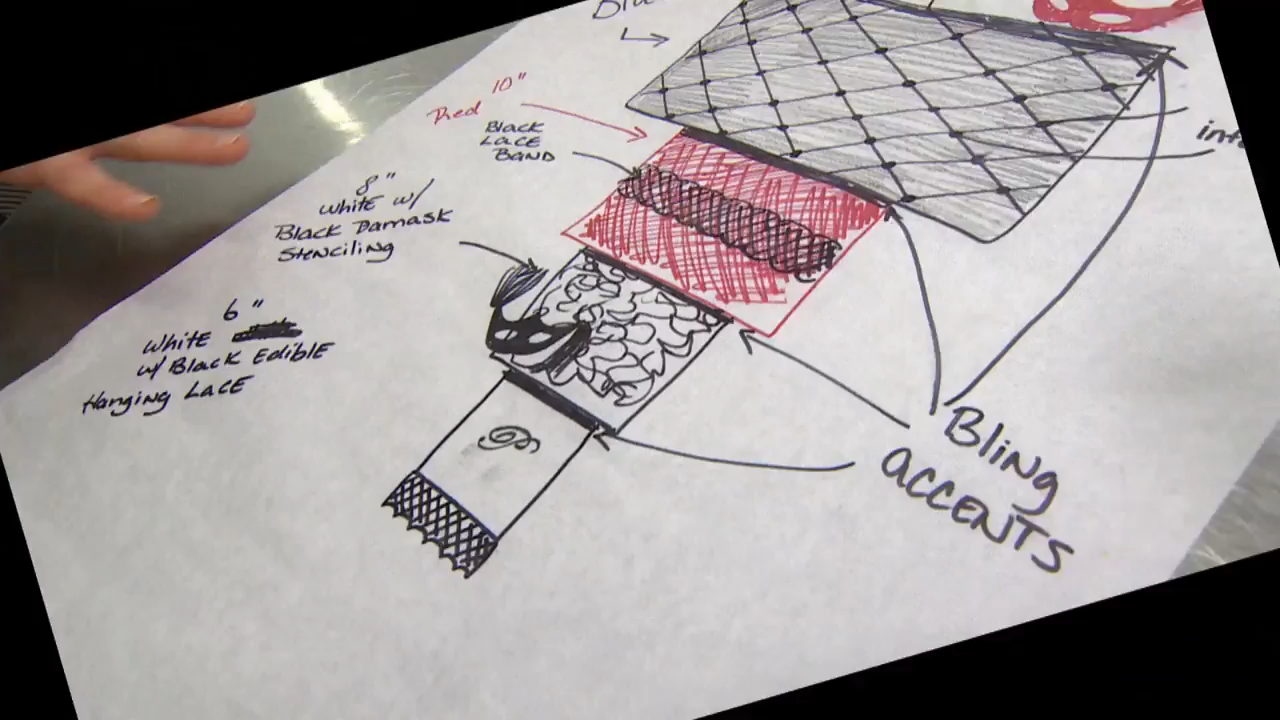 10"
Red
Black
Lace
Band
8"
white w/
Black Damask
Stenciling
6"
White
w/ Black Edible
Hanging Lace
Bling
ACCENTS